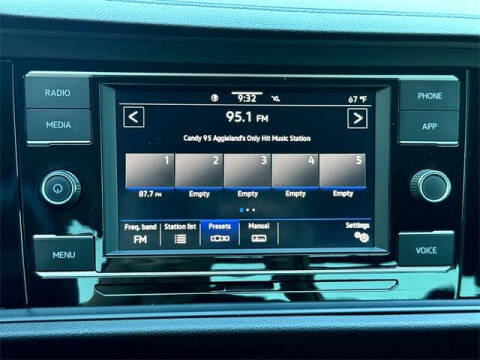 RADIO
MEDIA
MENU
9:32
67 °F
95.1 FM
Candy 95 Aggieland's Only Hit Music Station
1 2 3 4 5
87.7 FM Empty Empty Empty Empty
Freq. band Station list Presets Manual Settings
FM
PHONE
APP
VOICE